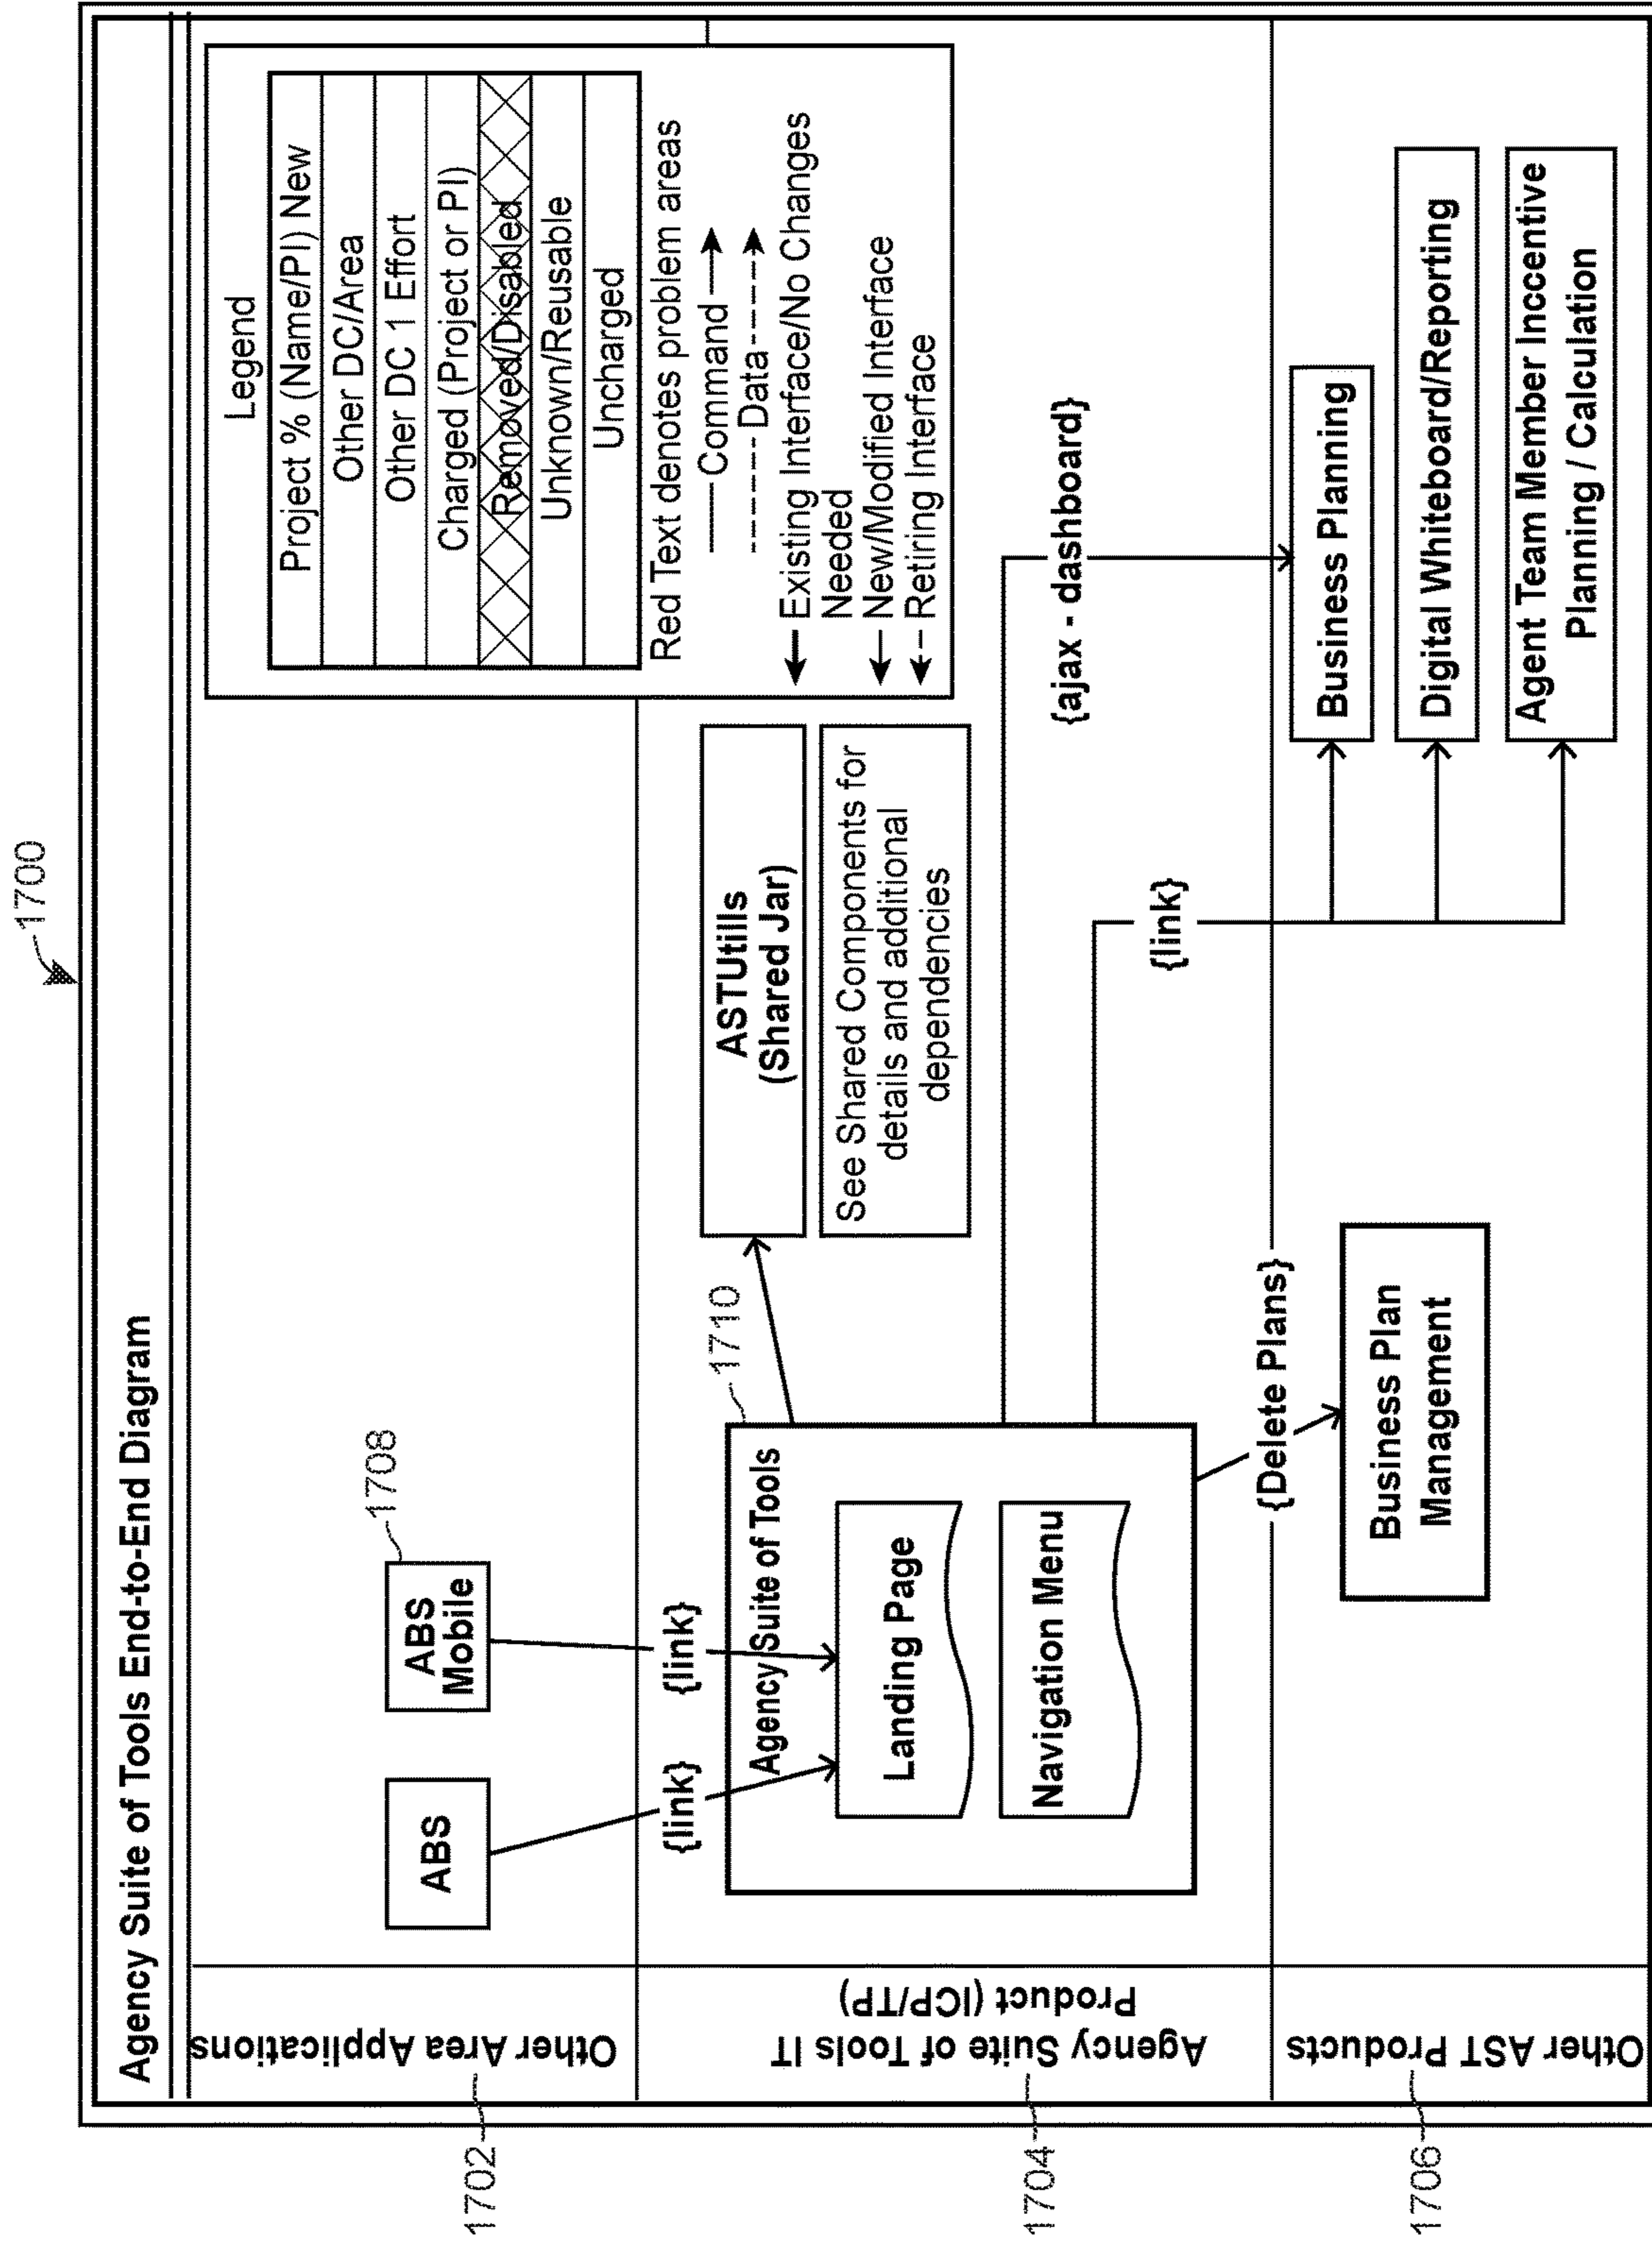 1700
Agency Suite of Tools End-to-End Diagram
1702
Other Area Applications
ABS
ABS
Mobile
1708
Legend
Project % (Name/PI) New
Other DC/Area
Other DC 1 Effort
Charged (Project or PI)
Removed/Disabled
Unknown/Reusable
Uncharged
Red Text denotes problem areas
Command
Data
Existing Interface/No Changes
Needed
New/Modified Interface
Retiring Interface
1704
Agency Suite of Tools IT
Product (ICP/TP)
{link}
{link}
1710
Agency Suite of Tools
Landing Page
Navigation Menu
ASTUtills
(Shared Jar)
See Shared Components for
details and additional
dependencies
{ajax - dashboard}
{link}
{Delete Plans}
1706
Other AST Products
Business Plan
Management
Business Planning
Digital Whiteboard/Reporting
Agent Team Member Inccentive
Planning / Calculation